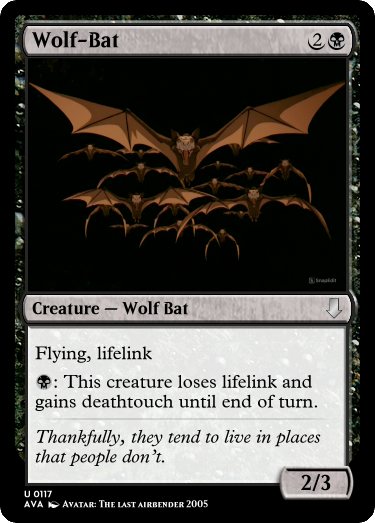 Wolf-Bat 2
Creature — Wolf Bat
Flying, lifelink
: This creature loses lifelink and
gains deathtouch until end of turn.
Thankfully, they tend to live in places
that people don't.
2/3
U 0117
AVA Avatar: The last airbender 2005